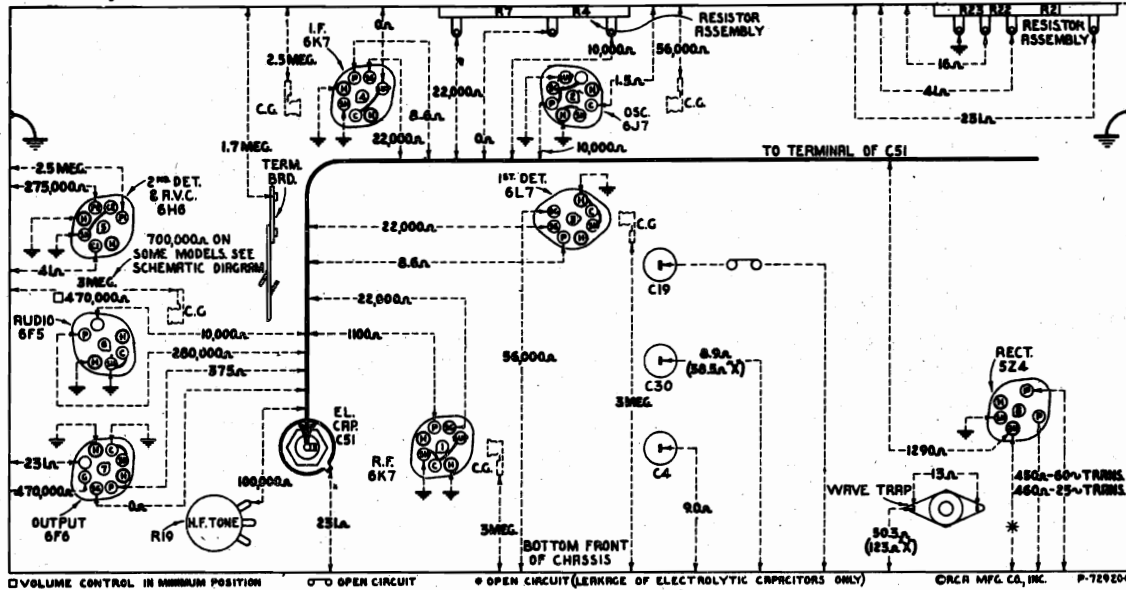 R7 R4
RESISTOR
ASSEMBLY
R23 R22 R21
RESISTOR
ASSEMBLY
I.F.
6K7
0Ω
2.5 MEG.
C.G.
22,000Ω
8.6Ω
22,000Ω
0Ω
10,000Ω
56,000Ω
1.5Ω
C.G.
OSC.
6J7
10,000Ω
16Ω
41Ω
231Ω
TO TERMINAL OF C51
1.7 MEG.
TERM.
BRD.
2.5 MEG.
275,000Ω
2ND DET.
& A.V.C.
6H6
41Ω
700,000Ω ON
SOME MODELS. SEE
SCHEMATIC DIAGRAM
3 MEG.
□470,000Ω
C.G.
1ST. DET.
6L7
C.G.
22,000Ω
8.6Ω
22,000Ω
C19
AUDIO
6F5
10,000Ω
1100Ω
280,000Ω
375Ω
56,000Ω
3 MEG.
C30
8.9Ω
(38.5Ω X)
RECT.
5Z4
EL.
CAP.
C51
R.F.
6K7
C.G.
C4
231Ω
470,000Ω
0Ω
OUTPUT
6F6
100,000Ω
R19
H.F. TONE
231Ω
3 MEG.
9.0Ω
1290Ω
13Ω
WAVE TRAP
450Ω-60~TRANS.
460Ω-25~TRANS.
50.3Ω
(123Ω X)
*
BOTTOM FRONT
OF CHASSIS
□ VOLUME CONTROL IN MINIMUM POSITION
OPEN CIRCUIT
• OPEN CIRCUIT (LEAKAGE OF ELECTROLYTIC CAPACITORS ONLY)
©RCA MFG. CO., INC.